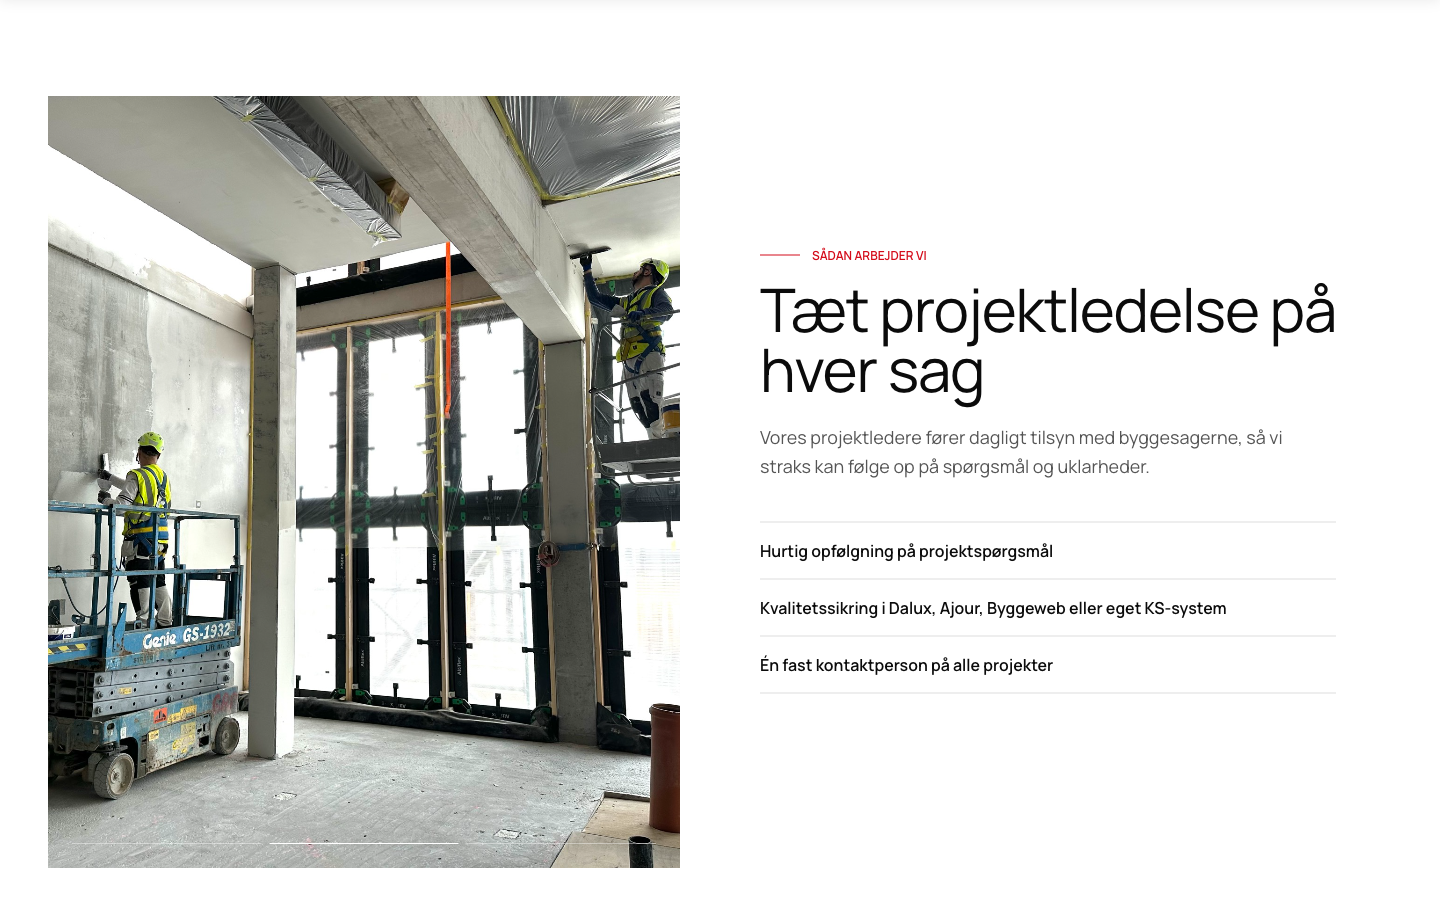 SÅDAN ARBEJDER VI
Tæt projektledelse på
hver sag
Vores projektledere fører dagligt tilsyn med byggesagerne, så vi
straks kan følge op på spørgsmål og uklarheder.
Hurtig opfølgning på projektspørgsmål
Kvalitetssikring i Dalux, Ajour, Byggeweb eller eget KS-system
Én fast kontaktperson på alle projekter
Genie GS-1932